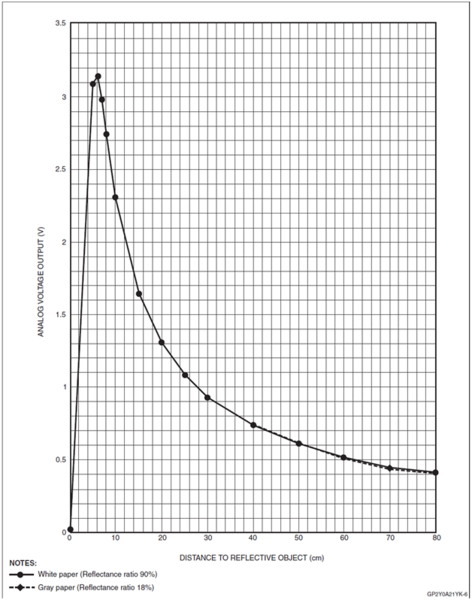 3.5
3
2.5
2
1.5
1
0.5
0
ANALOG VOLTAGE OUTPUT (V)
0 10 20 30 40 50 60 70 80
DISTANCE TO REFLECTIVE OBJECT (cm)
NOTES:
White paper (Reflectance ratio 90%)
Gray paper (Reflectance ratio 18%)
GP2Y0A21YK-6